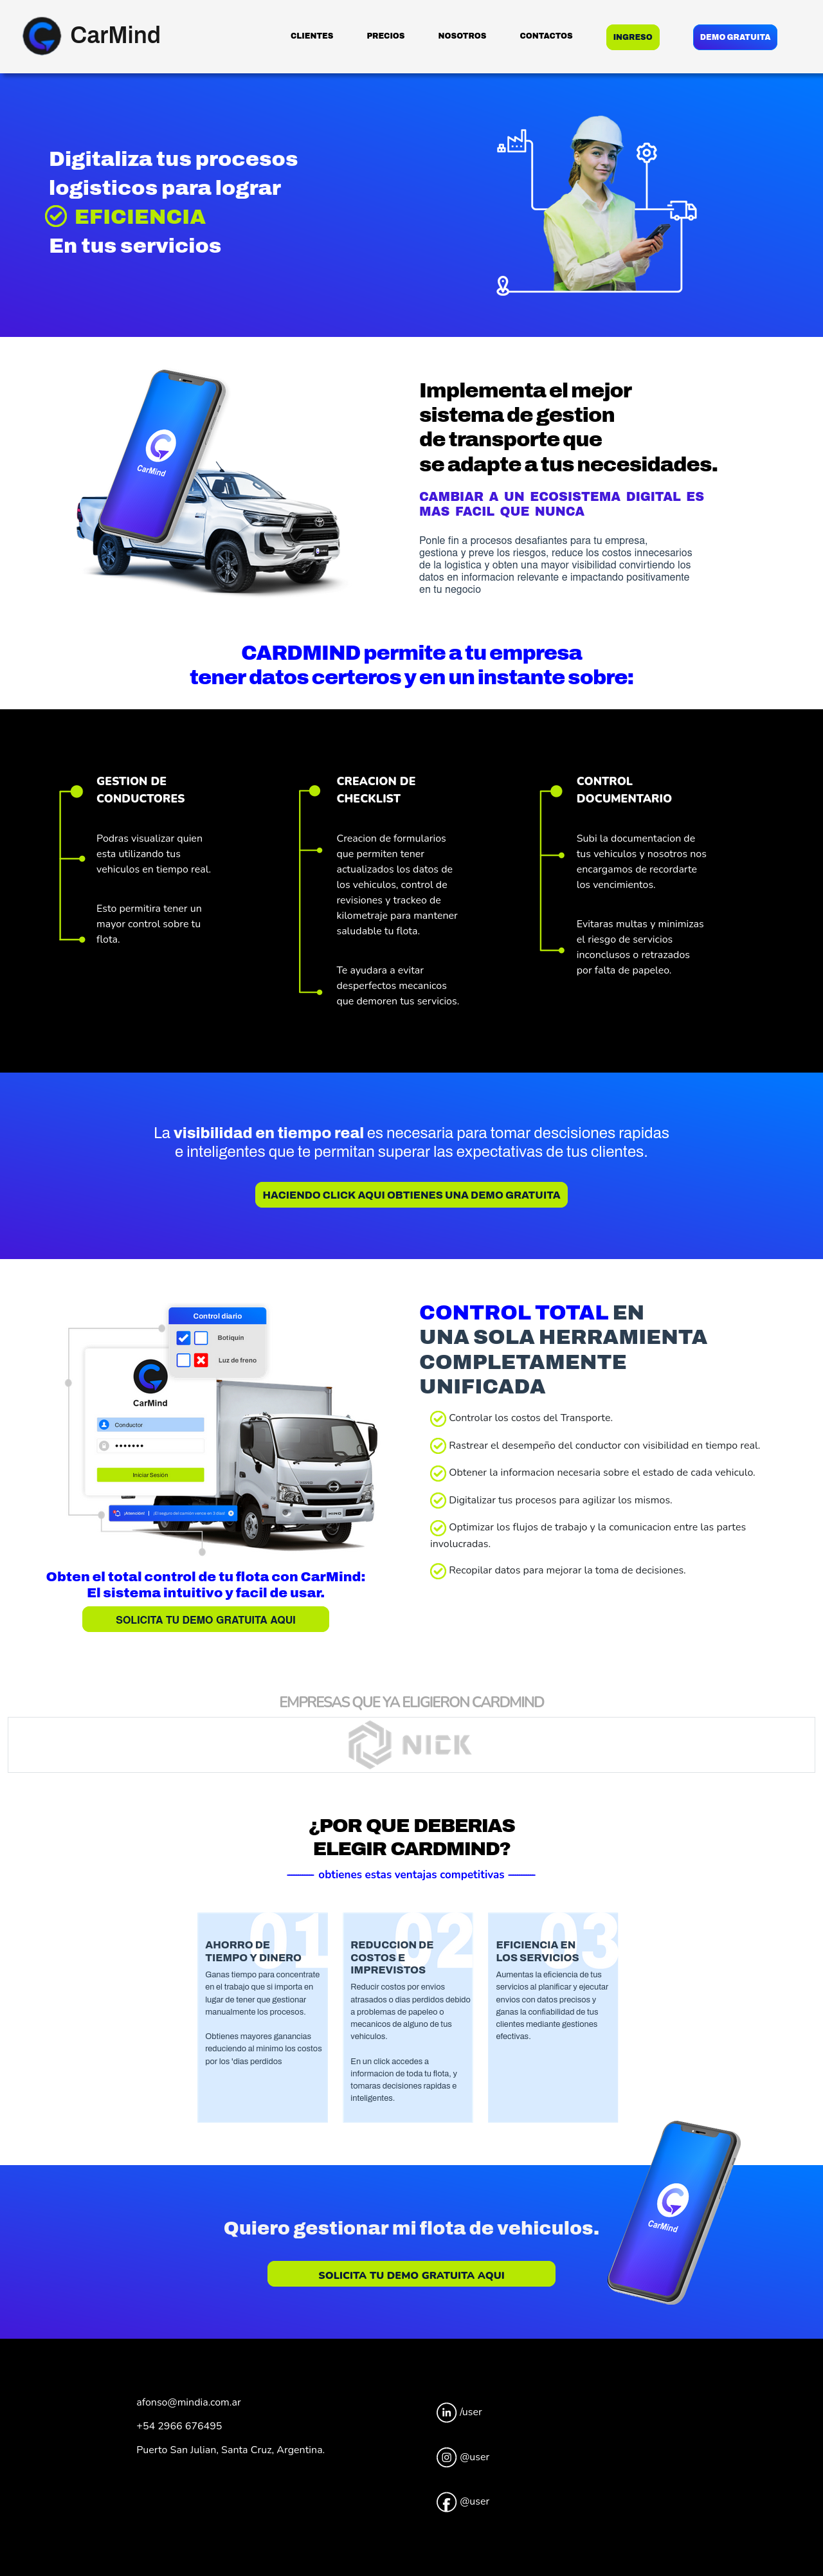 CarMind
CLIENTES
PRECIOS
NOSOTROS
CONTACTOS
INGRESO
DEMO GRATUITA
Digitaliza tus procesos
logisticos para lograr
EFICIENCIA
En tus servicios
CarMind
Implementa el mejor
sistema de gestion
de transporte que
se adapte a tus necesidades.
CAMBIAR A UN ECOSISTEMA DIGITAL ES
MAS FACIL QUE NUNCA
Ponle fin a procesos desafiantes para tu empresa,
gestiona y preve los riesgos, reduce los costos innecesarios
de la logistica y obten una mayor visibilidad convirtiendo los
datos en informacion relevante e impactando positivamente
en tu negocio
CARDMIND permite a tu empresa
tener datos certeros y en un instante sobre:
GESTION DE
CONDUCTORES
Podras visualizar quien
esta utilizando tus
vehiculos en tiempo real.
Esto permitira tener un
mayor control sobre tu
flota.
CREACION DE
CHECKLIST
Creacion de formularios
que permiten tener
actualizados los datos de
los vehiculos, control de
revisiones y trackeo de
kilometraje para mantener
saludable tu flota.
Te ayudara a evitar
desperfectos mecanicos
que demoren tus servicios.
CONTROL
DOCUMENTARIO
Subi la documentacion de
tus vehiculos y nosotros nos
encargamos de recordarte
los vencimientos.
Evitaras multas y minimizas
el riesgo de servicios
inconclusos o retrazados
por falta de papeleo.
La visibilidad en tiempo real es necesaria para tomar descisiones rapidas
e inteligentes que te permitan superar las expectativas de tus clientes.
HACIENDO CLICK AQUI OBTIENES UNA DEMO GRATUITA
Control diario
Botiquin
Luz de freno
CarMind
Conductor
Iniciar Sesión
¡Atención! | ¡El seguro del camión vence en 3 días!
HINO
Obten el total control de tu flota con CarMind:
El sistema intuitivo y facil de usar.
SOLICITA TU DEMO GRATUITA AQUI
CONTROL TOTAL EN
UNA SOLA HERRAMIENTA
COMPLETAMENTE
UNIFICADA
Controlar los costos del Transporte.
Rastrear el desempeño del conductor con visibilidad en tiempo real.
Obtener la informacion necesaria sobre el estado de cada vehiculo.
Digitalizar tus procesos para agilizar los mismos.
Optimizar los flujos de trabajo y la comunicacion entre las partes
involucradas.
Recopilar datos para mejorar la toma de decisiones.
EMPRESAS QUE YA ELIGIERON CARDMIND
NICK
¿POR QUE DEBERIAS
ELEGIR CARDMIND?
obtienes estas ventajas competitivas
01
AHORRO DE
TIEMPO Y DINERO
Ganas tiempo para concentrate
en el trabajo que si importa en
lugar de tener que gestionar
manualmente los procesos.
Obtienes mayores ganancias
reduciendo al minimo los costos
por los 'dias perdidos
02
REDUCCION DE
COSTOS E
IMPREVISTOS
Reducir costos por envios
atrasados o dias perdidos debido
a problemas de papeleo o
mecanicos de alguno de tus
vehiculos.
En un click accedes a
informacion de toda tu flota, y
tomaras decisiones rapidas e
inteligentes.
03
EFICIENCIA EN
LOS SERVICIOS
Aumentas la eficiencia de tus
servicios al planificar y ejecutar
envios con datos precisos y
ganas la confiabilidad de tus
clientes mediante gestiones
efectivas.
Quiero gestionar mi flota de vehiculos.
SOLICITA TU DEMO GRATUITA AQUI
CarMind
afonso@mindia.com.ar
+54 2966 676495
Puerto San Julian, Santa Cruz, Argentina.
/user
@user
@user